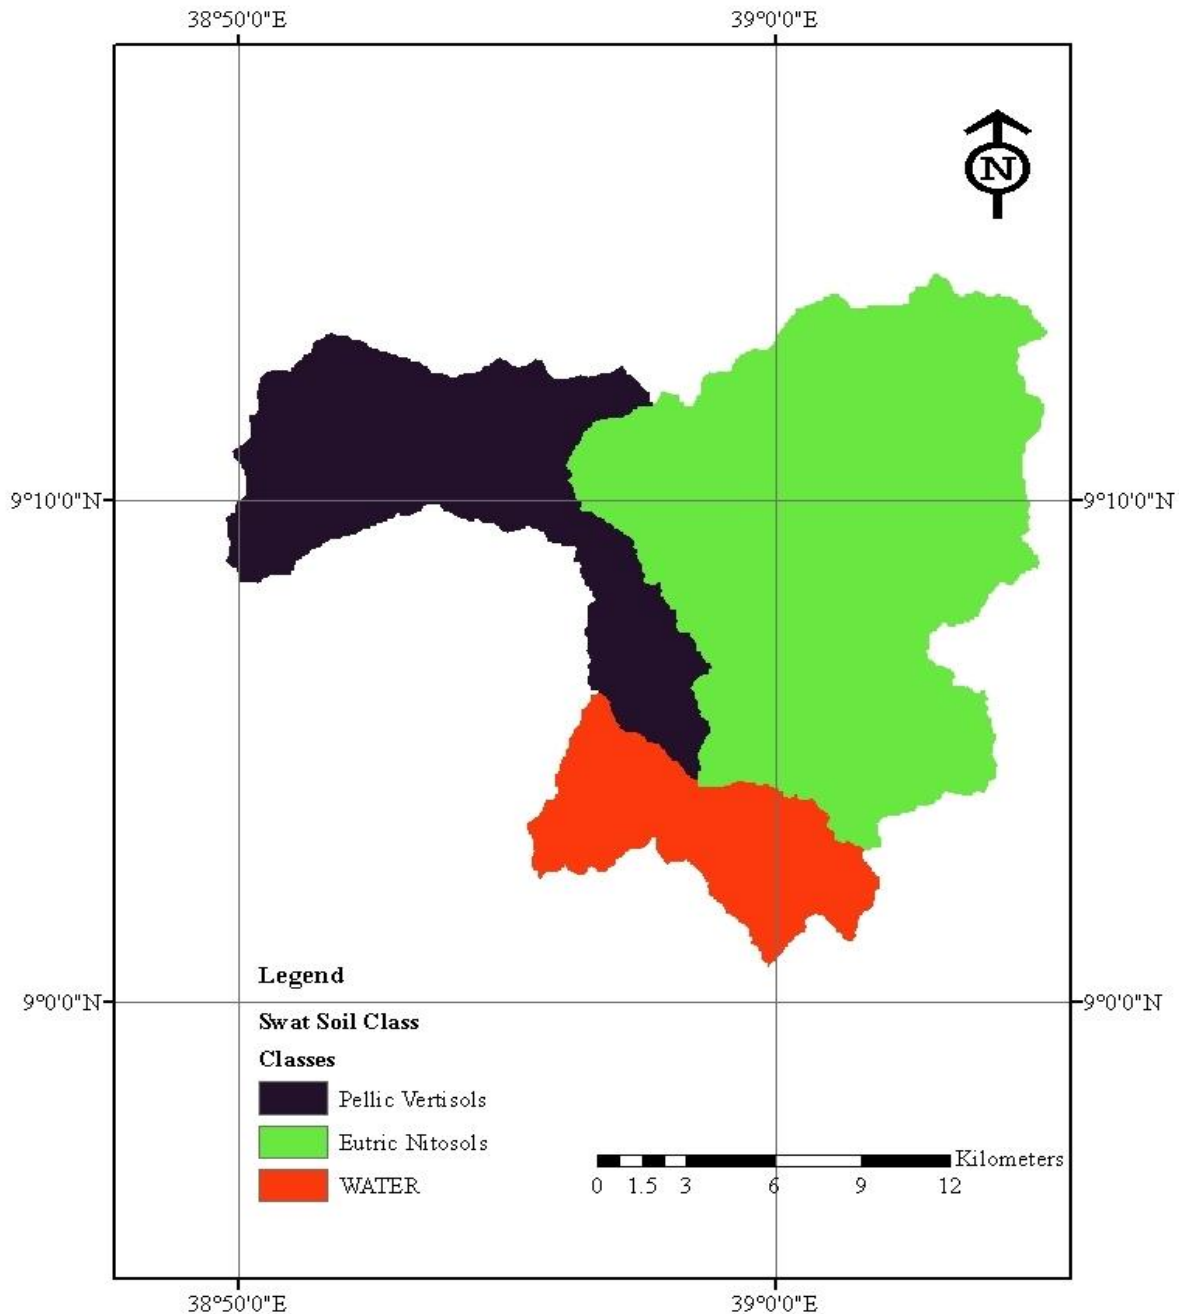 38°50'0"E 39°0'0"E
N
9°10'0"N 9°10'0"N
Legend
9°0'0"N 9°0'0"N
Swat Soil Class
Classes
Pellic Vertisols
Eutric Nitosols
Kilometers
WATER
0 1.5 3 6 9 12
38°50'0"E 39°0'0"E